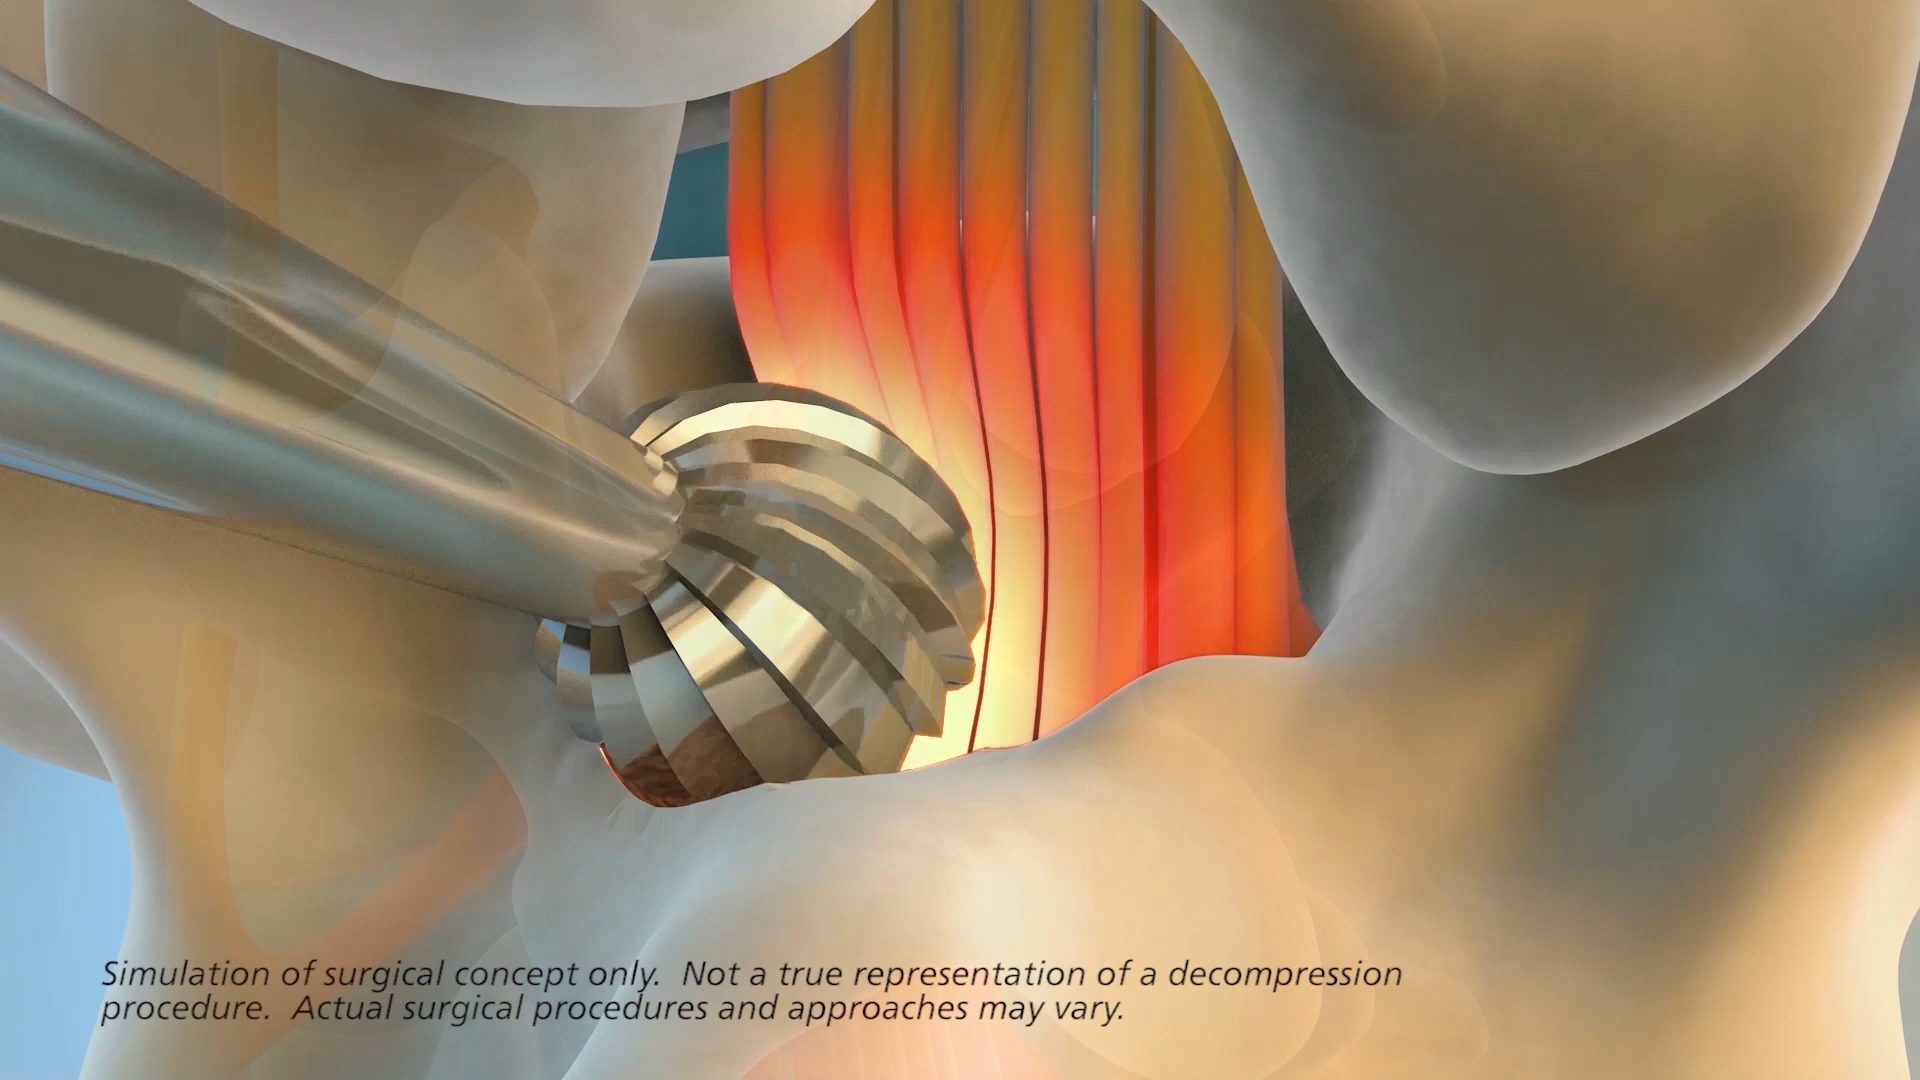 Simulation of surgical concept only.  Not a true representation of a decompression
procedure.  Actual surgical procedures and approaches may vary.